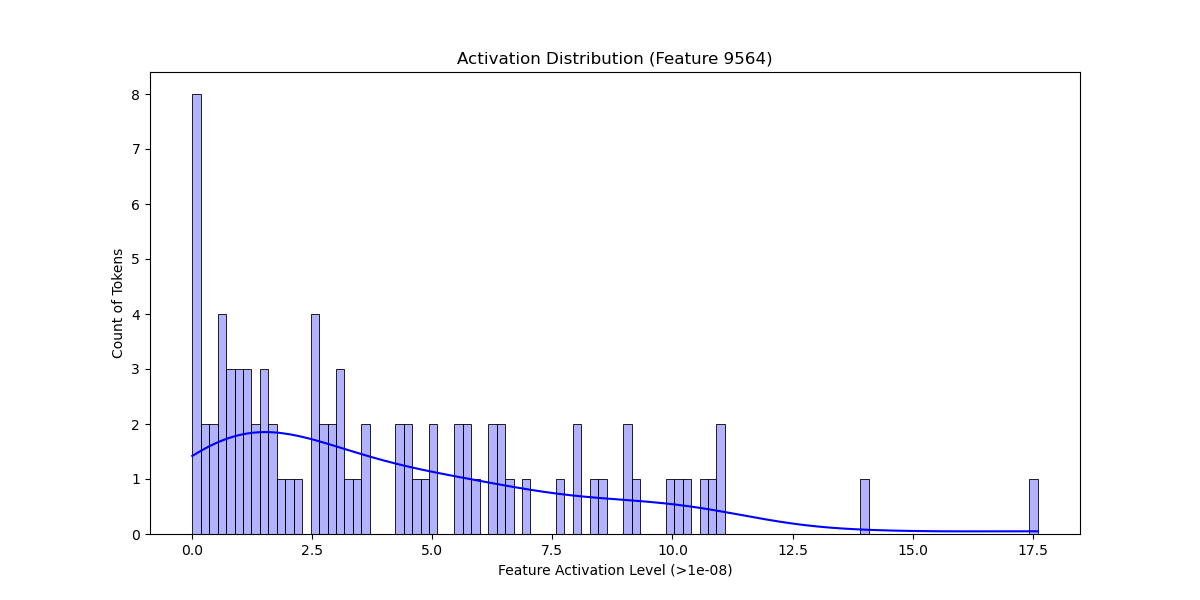 Activation Distribution (Feature 9564)
Count of Tokens
8
7
6
5
4
3
2
1
0
0.0 2.5 5.0 7.5 10.0 12.5 15.0 17.5
Feature Activation Level (>1e-08)